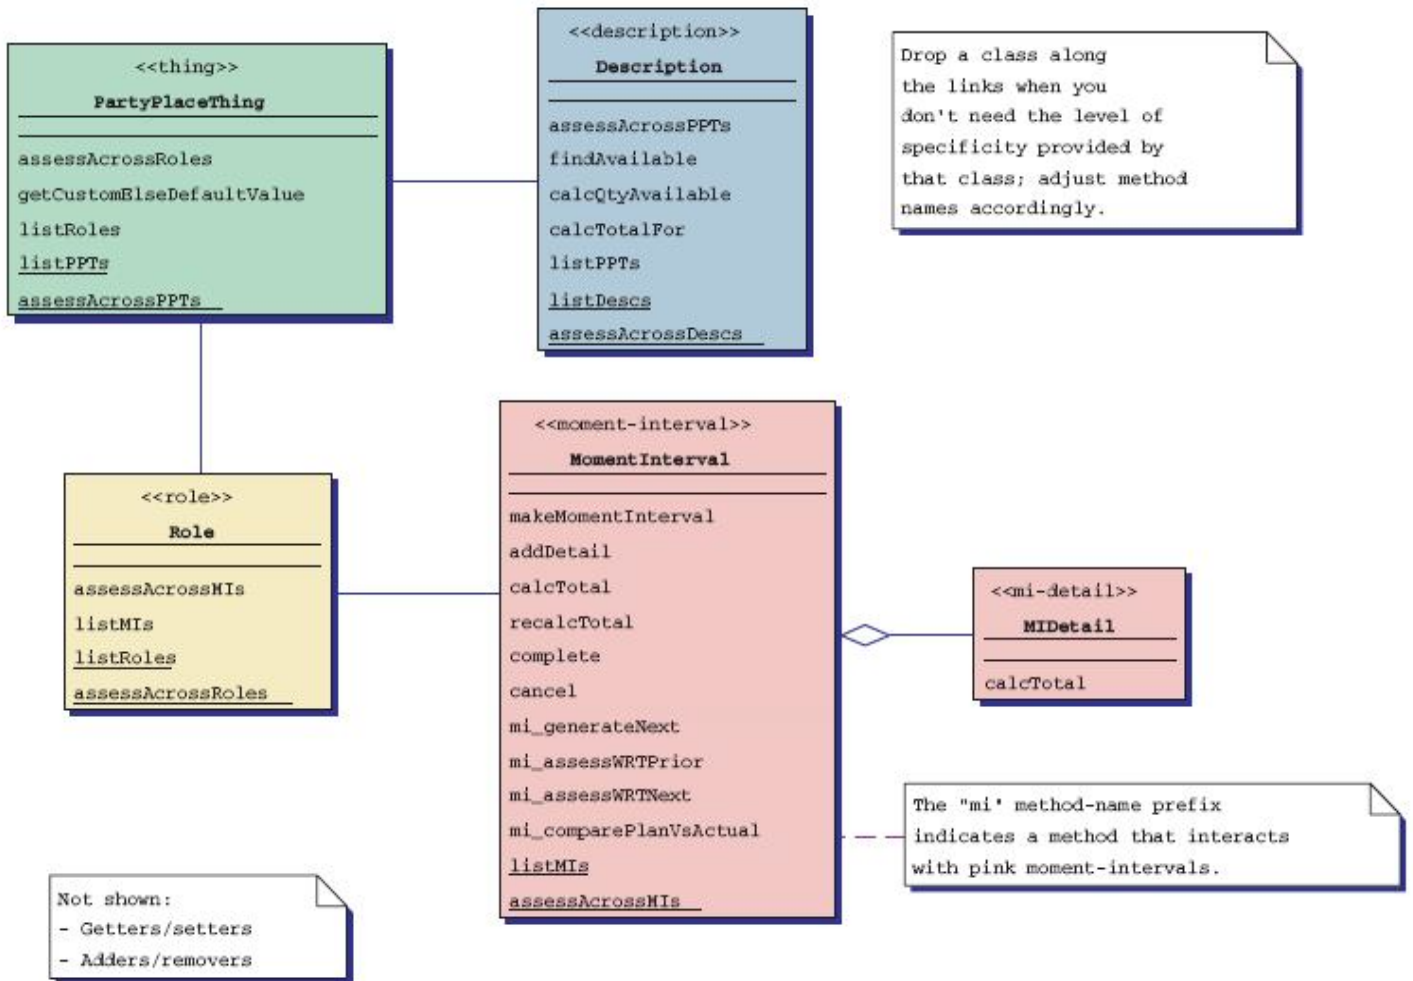 <<thing>>
PartyPlaceThing
assessAcrossRoles
getCustomElseDefaultValue
listRoles
listPPTs
assessAcrossPPTs
<<description>>
Description
assessAcrossPPTs
findAvailable
calcQtyAvailable
calcTotalFor
listPPTs
listDescs
assessAcrossDescs
Drop a class along
the links when you
don't need the level of
specificity provided by
that class; adjust method
names accordingly.
<<role>>
Role
assessAcrossMIs
listMIs
listRoles
assessAcrossRoles
<<moment-interval>>
MomentInterval
makeMomentInterval
addDetail
calcTotal
recalcTotal
complete
cancel
mi_generateNext
mi_assessWRTPrior
mi_assessWRTNext
mi_comparePlanVsActual
listMIs
assessAcrossMIs
<<mi-detail>>
MIDetail
calcTotal
The "mi' method-name prefix
indicates a method that interacts
with pink moment-intervals.
Not shown:
- Getters/setters
- Adders/removers